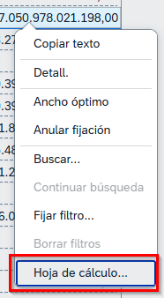 7.050.978.021.198,00
Copiar texto
Detall.
Ancho óptimo
Anular fijación
Buscar...
Continuar búsqueda
Fijar filtro...
Borrar filtros
Hoja de cálculo...